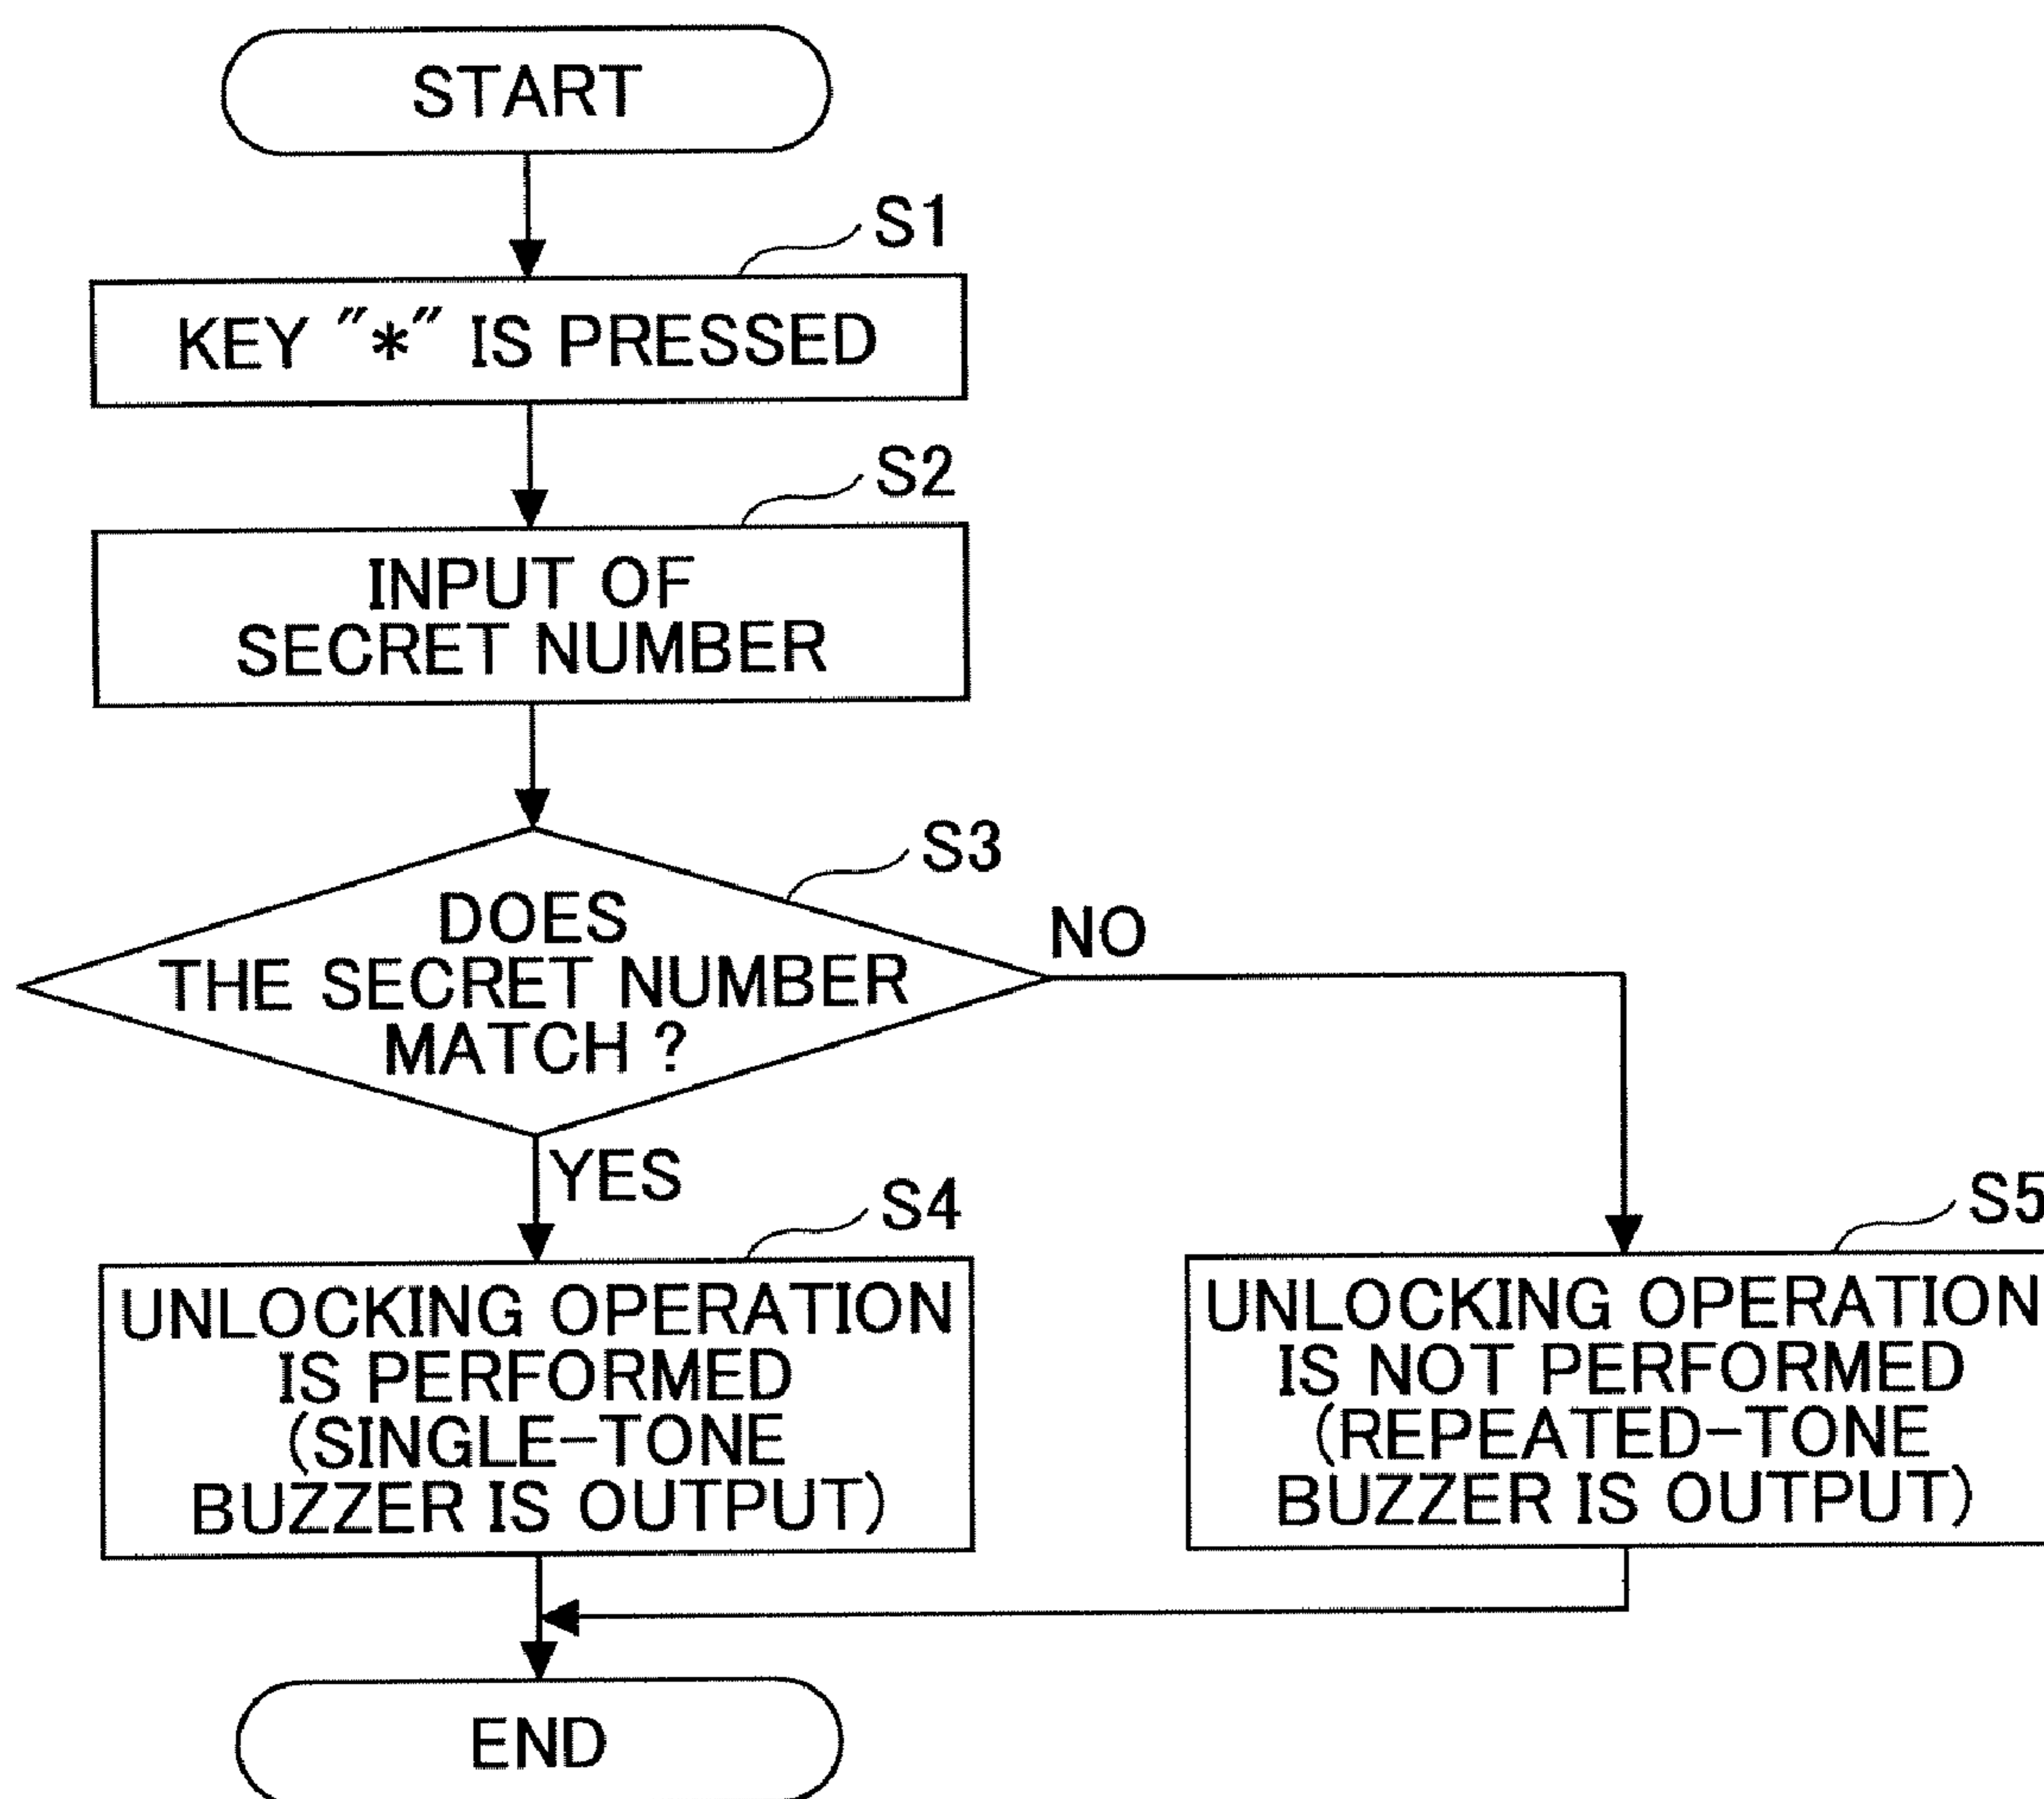 START
S1
KEY "*" IS PRESSED
S2
INPUT OF
SECRET NUMBER
S3
DOES
THE SECRET NUMBER
MATCH ?
NO
YES
S4
UNLOCKING OPERATION
IS PERFORMED
(SINGLE-TONE
BUZZER IS OUTPUT)
S5
UNLOCKING OPERATION
IS NOT PERFORMED
(REPEATED-TONE
BUZZER IS OUTPUT)
END